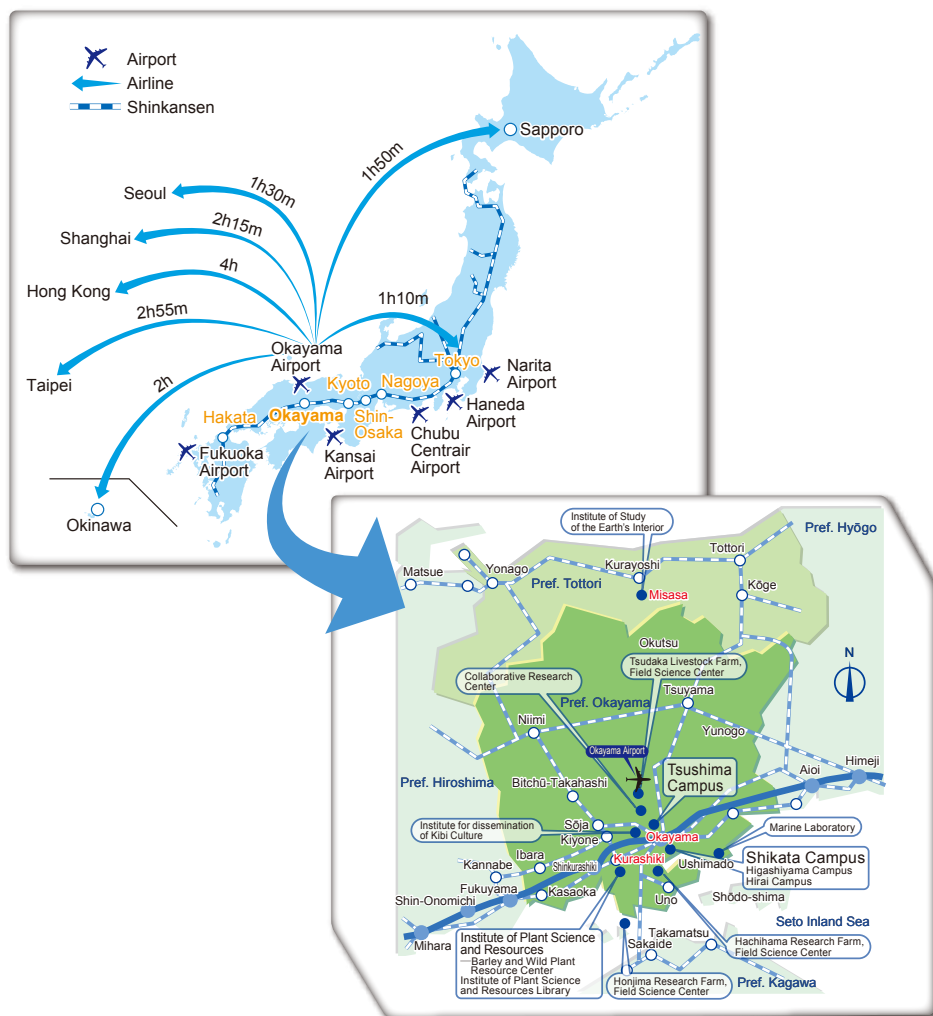 Airport
Airline
Shinkansen
Sapporo
1h50m
Seoul
1h30m
Shanghai
2h15m
Hong Kong
4h
2h55m
1h10m
Taipei
2h
Okayama
Airport
Tokyo
Narita
Airport
Kyoto
Nagoya
Haneda
Airport
Hakata
Okayama
Shin-
Osaka
Chubu
Centrair
Airport
Fukuoka
Airport
Kansai
Airport
Okinawa
Institute of Study
of the Earth's Interior
Pref. Hyōgo
Tottori
Matsue
Yonago
Kurayoshi
Pref. Tottori
Kōge
Misasa
Okutsu
N
Tsudaka Livestock Farm,
Field Science Center
Collaborative Research
Center
Pref. Okayama
Tsuyama
Niimi
Yunogo
Okayama Airport
Himeji
Aioi
Tsushima
Campus
Pref. Hiroshima
Bitchū-Takahashi
Sōja
Institute for dissemination
of Kibi Culture
Kiyone
Okayama
Marine Laboratory
Ibara
Kannabe
Shinkurashiki
Kurashiki
Ushimado
Shikata Campus
Higashiyama Campus
Hirai Campus
Fukuyama
Kasaoka
Shin-Onomichi
Uno
Shōdo-shima
Seto Inland Sea
Mihara
Institute of Plant Science
and Resources
—Barley and Wild Plant
Resource Center
Institute of Plant Science
and Resources Library
Takamatsu
Sakaide
Hachihama Research Farm,
Field Science Center
Honjima Research Farm,
Field Science Center
Pref. Kagawa